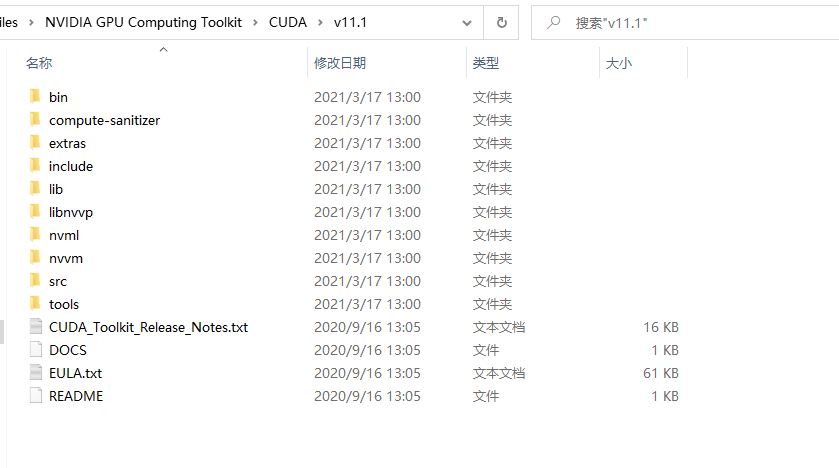 iles › NVIDIA GPU Computing Toolkit › CUDA › v11.1 搜索"v11.1"
名称 修改日期 类型 大小
bin 2021/3/17 13:00 文件夹
compute-sanitizer 2021/3/17 13:00 文件夹
extras 2021/3/17 13:00 文件夹
include 2021/3/17 13:00 文件夹
lib 2021/3/17 13:00 文件夹
libnvvp 2021/3/17 13:00 文件夹
nvml 2021/3/17 13:00 文件夹
nvvm 2021/3/17 13:00 文件夹
src 2021/3/17 13:00 文件夹
tools 2021/3/17 13:00 文件夹
CUDA_Toolkit_Release_Notes.txt 2020/9/16 13:05 文本文档 16 KB
DOCS 2020/9/16 13:05 文件 1 KB
EULA.txt 2020/9/16 13:05 文本文档 61 KB
README 2020/9/16 13:05 文件 1 KB